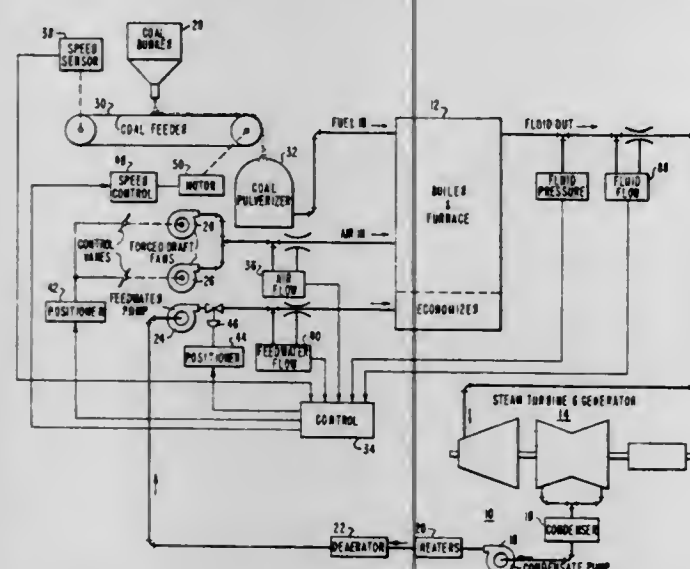 38
SPEED
SENSOR
COAL
BUNKER
28
30
COAL FEEDER
FUEL IN
12
FLUID OUT
32
COAL
PULVERIZER
48
SPEED
CONTROL
50
MOTOR
BOILER
&
FURNACE
FLUID
PRESSURE
FLUID
FLOW
88
CONTROL
VANES
26
FORCED DRAFT
FANS
26
AIR IN
36
AIR
FLOW
42
POSITIONER
FEEDWATER
PUMP
24
46
44
POSITIONER
40
FEEDWATER
FLOW
ECONOMIZER
CONTROL
34
STEAM TURBINE & GENERATOR
14
10
22
DEAERATOR
20
HEATERS
18
CONDENSER
18
CONDENSATE PUMP